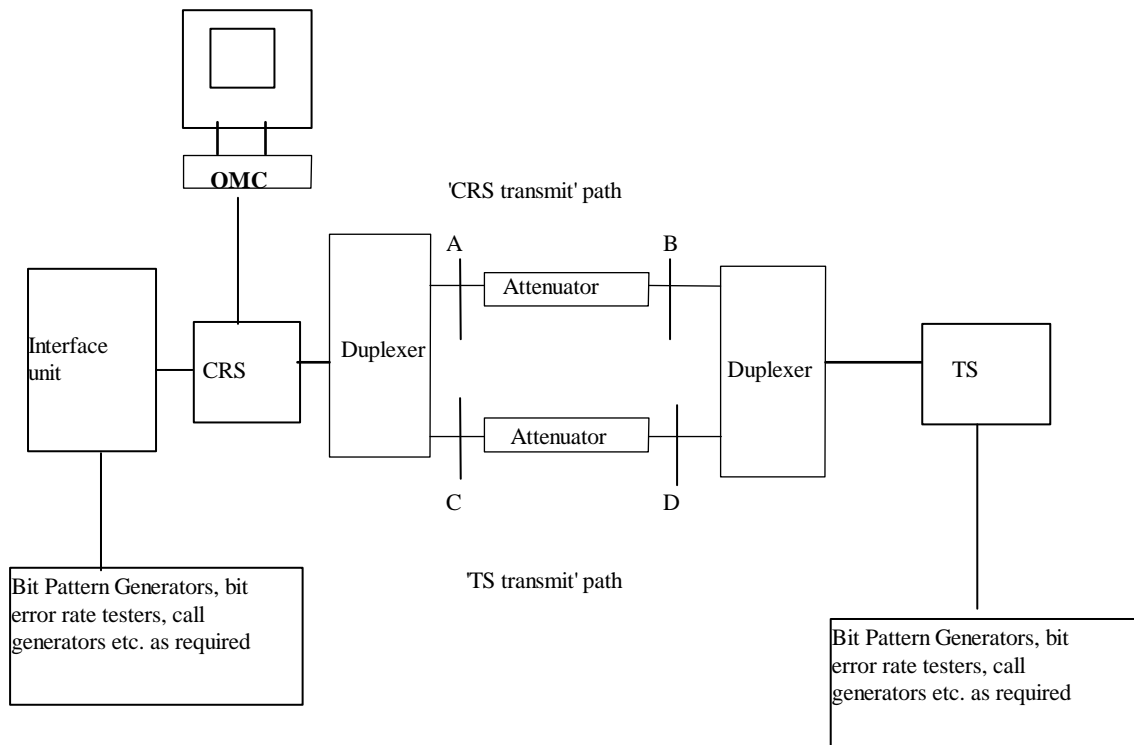 OMC
'CRS transmit' path
A
B
Attenuator
Interface
unit
CRS
Duplexer
Duplexer
TS
Attenuator
C
D
'TS transmit' path
Bit Pattern Generators, bit
error rate testers, call
generators etc. as required
Bit Pattern Generators, bit
error rate testers, call
generators etc. as required